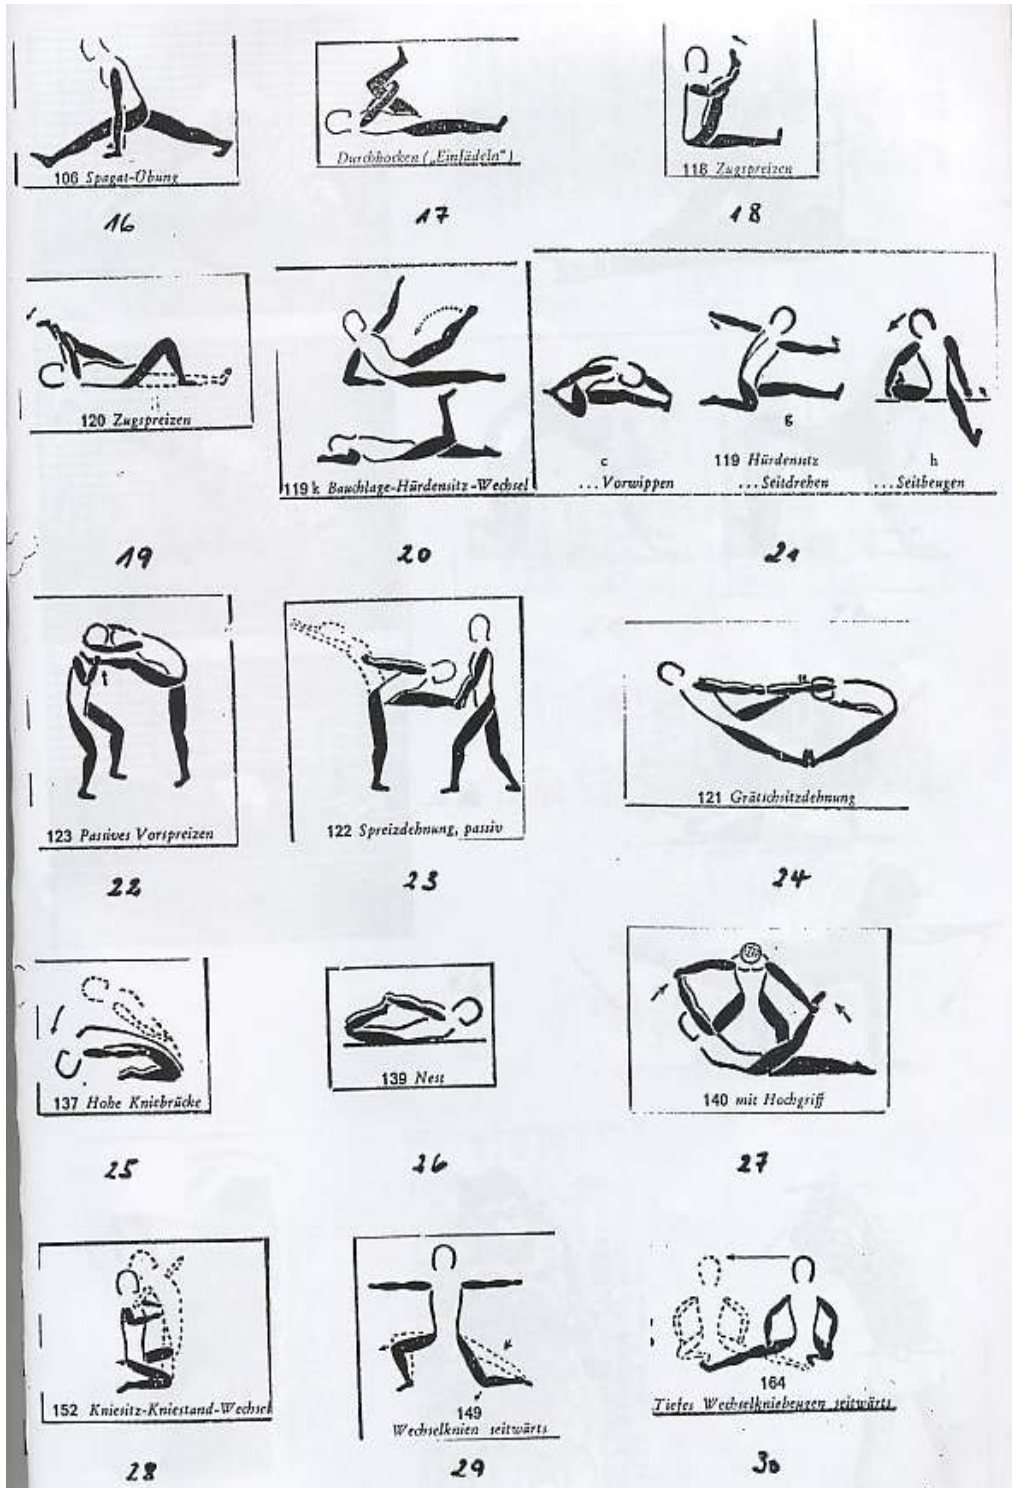 106 Spagat-Übung
Durchhocken („Einfädeln“)
118 Zugspreizen
16
17
18
120 Zugspreizen
119 k Bauchlage-Hürdensitz-Wechsel
c
g
h
119 Hürdensitz
...Vorwippen
...Seitdrehen
...Seitbeugen
19
20
21
123 Passives Vorspreizen
122 Spreizdehnung, passiv
121 Grätschsitzdehnung
22
23
24
137 Hohe Kniebrücke
139 Nest
140 mit Hochgriff
25
26
27
152 Kniesitz-Kniestand-Wechsel
149
Wechselknien seitwärts
164
Tiefes Wechselkniebeugen seitwärts
28
29
30